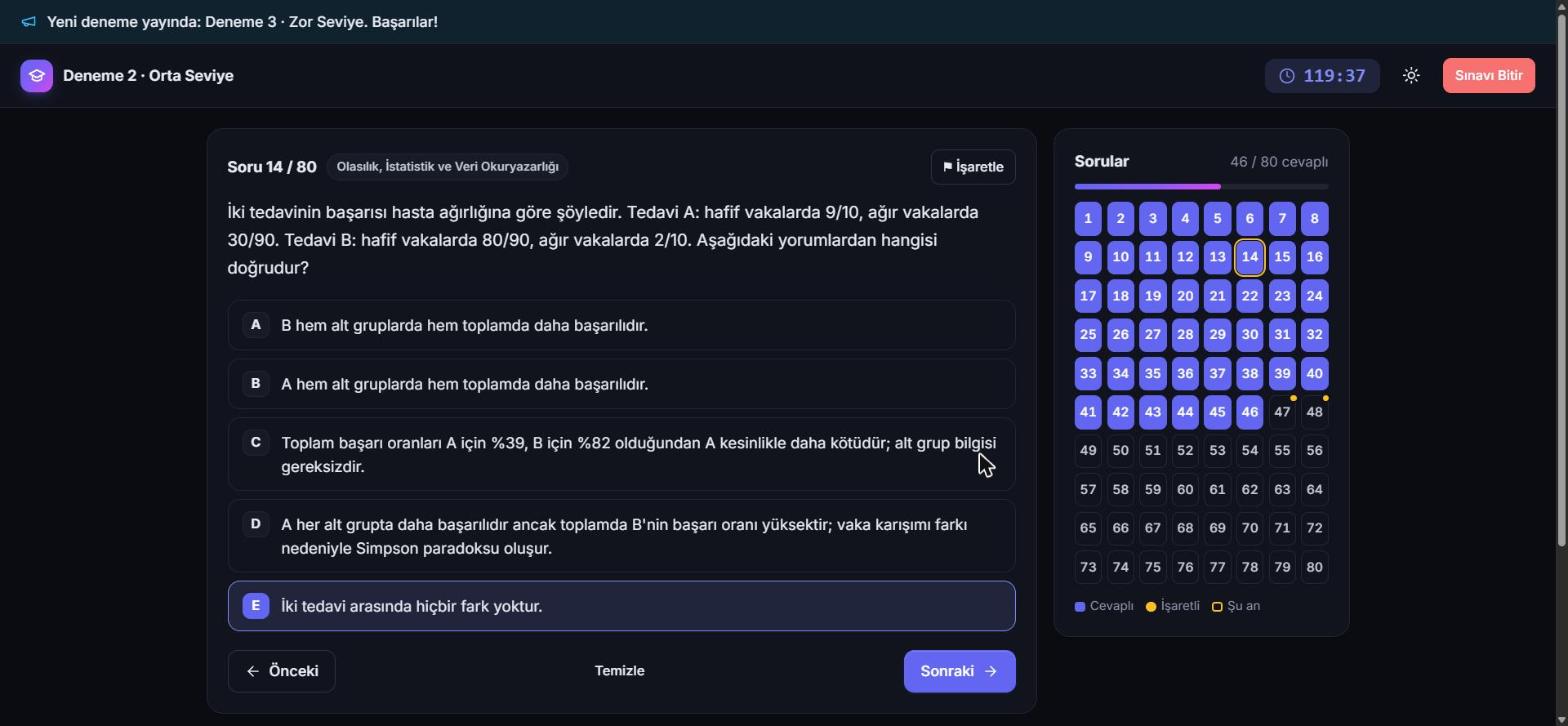 Yeni deneme yayında: Deneme 3 · Zor Seviye. Başarılar!
Deneme 2 · Orta Seviye
119:37
Sınavı Bitir
Soru 14 / 80
Olasılık, İstatistik ve Veri Okuryazarlığı
İşaretle
İki tedavinin başarısı hasta ağırlığına göre şöyledir. Tedavi A: hafif vakalarda 9/10, ağır vakalarda
30/90. Tedavi B: hafif vakalarda 80/90, ağır vakalarda 2/10. Aşağıdaki yorumlardan hangisi
doğrudur?
A B hem alt gruplarda hem toplamda daha başarılıdır.
B A hem alt gruplarda hem toplamda daha başarılıdır.
C Toplam başarı oranları A için %39, B için %82 olduğundan A kesinlikle daha kötüdür; alt grup bilgisi
gereksizdir.
D A her alt grupta daha başarılıdır ancak toplamda B'nin başarı oranı yüksektir; vaka karışımı farkı
nedeniyle Simpson paradoksu oluşur.
E İki tedavi arasında hiçbir fark yoktur.
← Önceki
Temizle
Sonraki →
Sorular
46 / 80 cevaplı
1 2 3 4 5 6 7 8
9 10 11 12 13 14 15 16
17 18 19 20 21 22 23 24
25 26 27 28 29 30 31 32
33 34 35 36 37 38 39 40
41 42 43 44 45 46 47 48
49 50 51 52 53 54 55 56
57 58 59 60 61 62 63 64
65 66 67 68 69 70 71 72
73 74 75 76 77 78 79 80
Cevaplı İşaretli Şu an